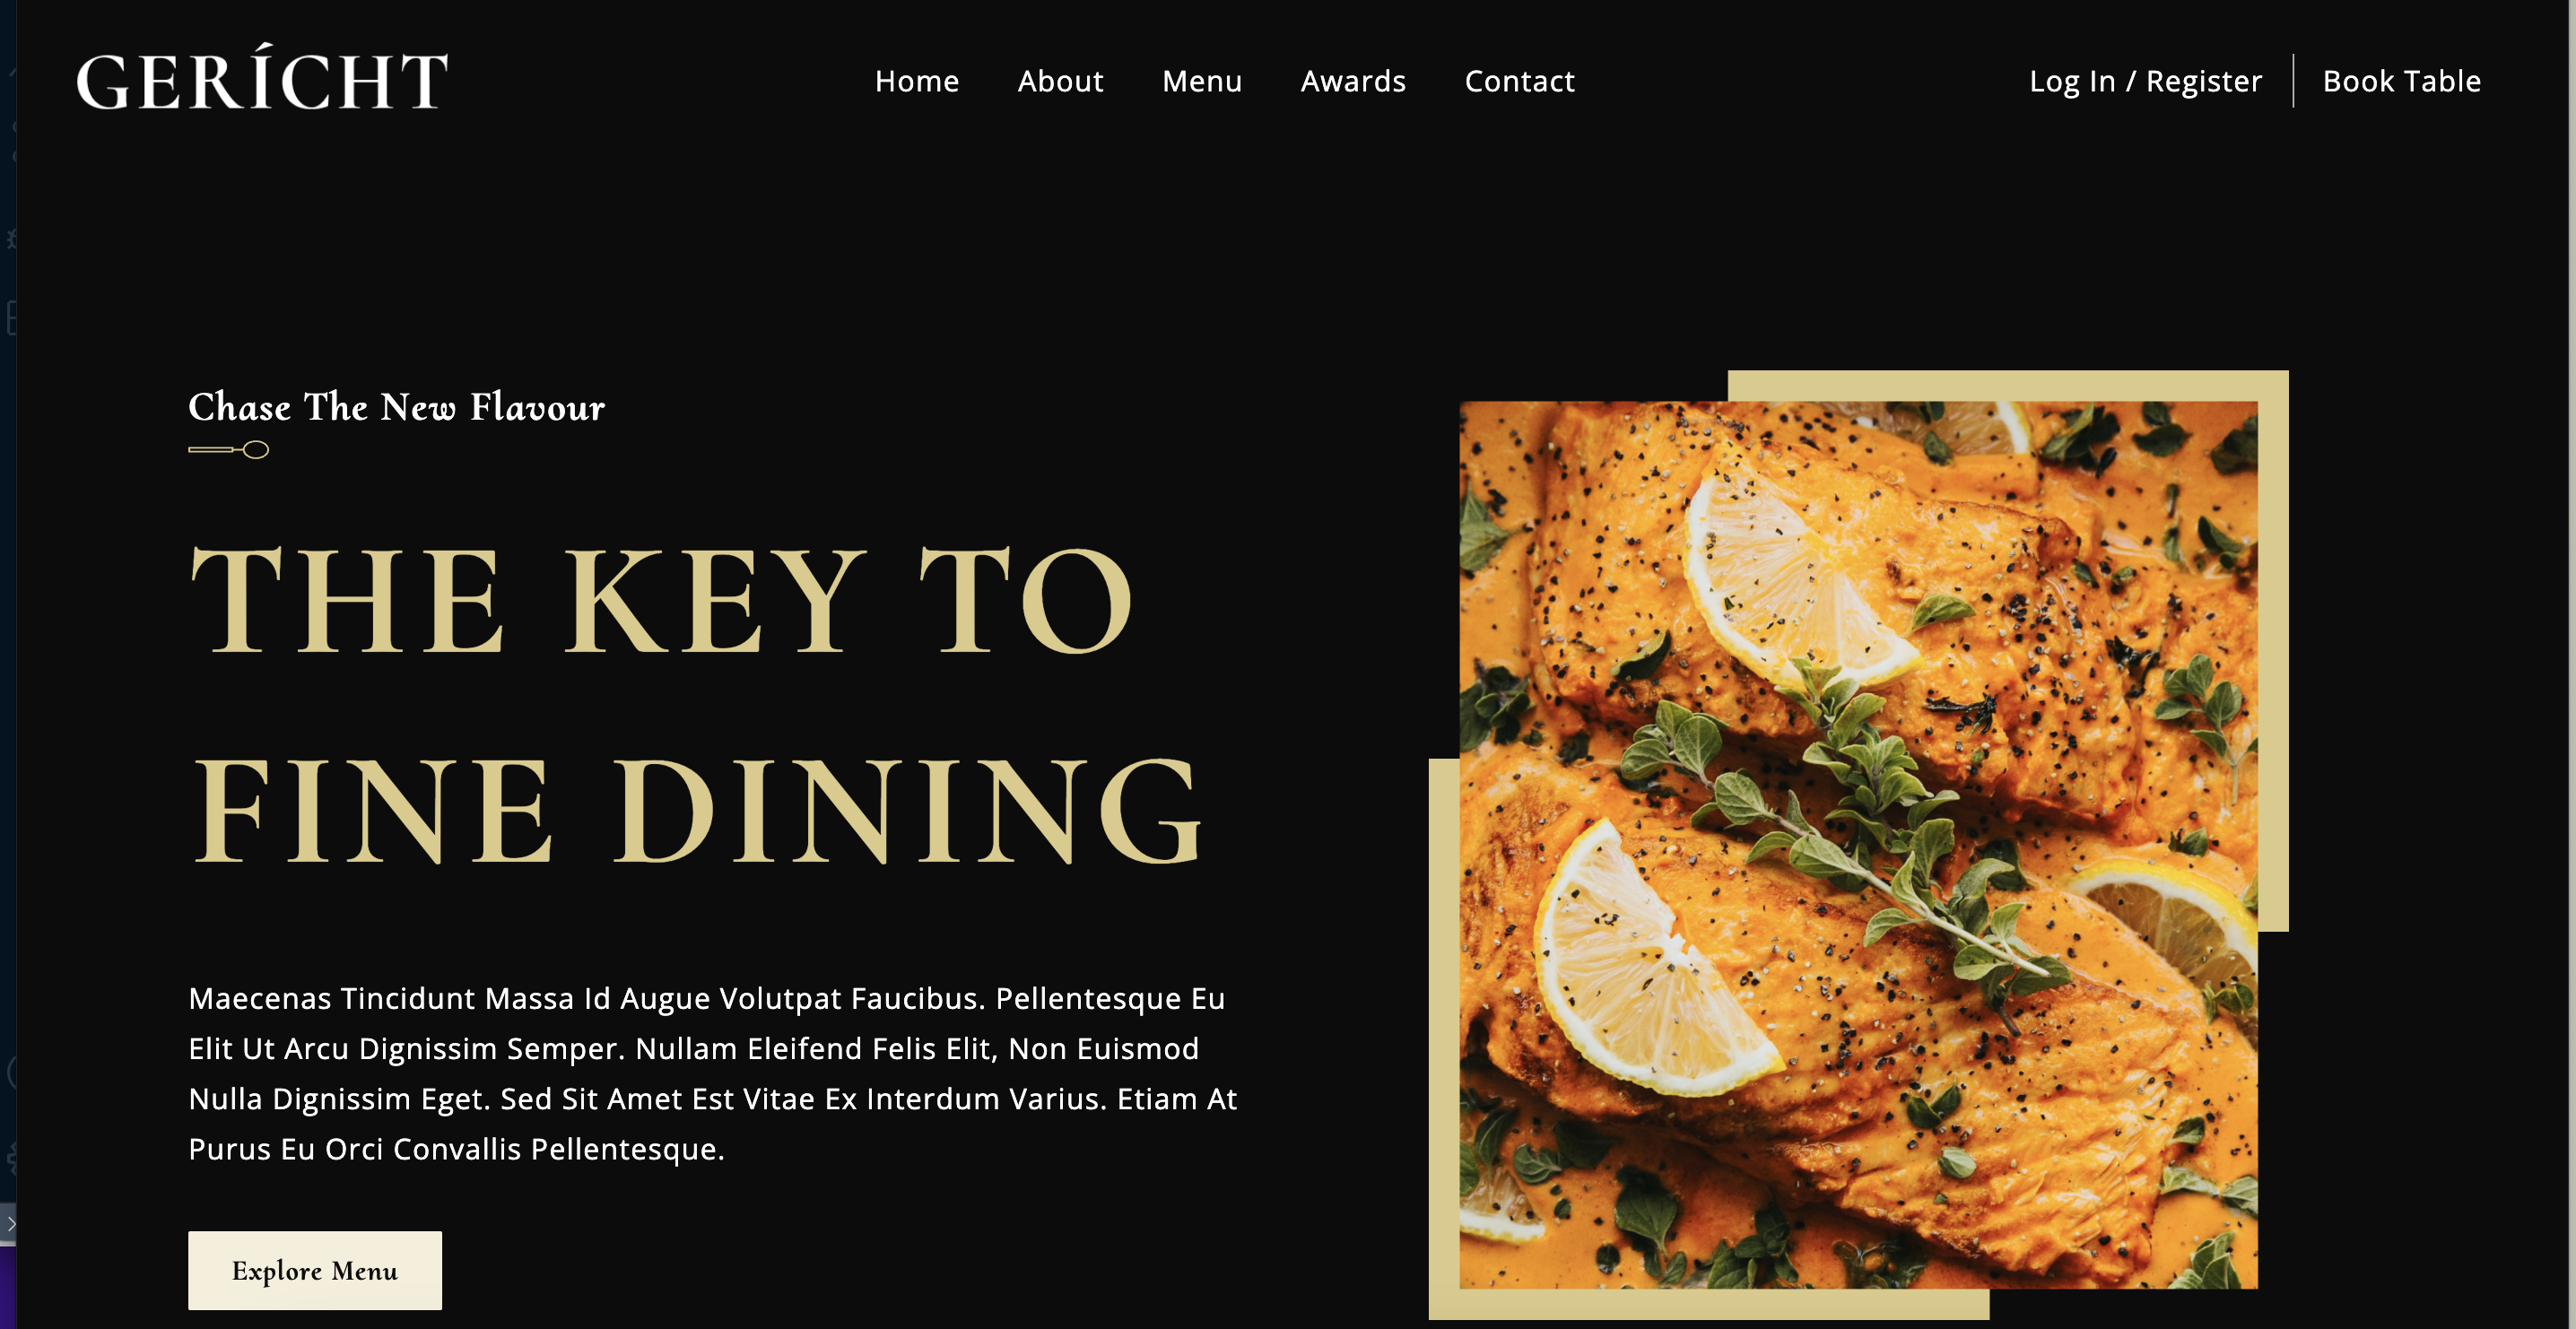 GERÍCHT
Home About Menu Awards Contact
Log In / Register Book Table
Chase The New Flavour
THE KEY TO
FINE DINING
Maecenas Tincidunt Massa Id Augue Volutpat Faucibus. Pellentesque Eu
Elit Ut Arcu Dignissim Semper. Nullam Eleifend Felis Elit, Non Euismod
Nulla Dignissim Eget. Sed Sit Amet Est Vitae Ex Interdum Varius. Etiam At
Purus Eu Orci Convallis Pellentesque.
Explore Menu